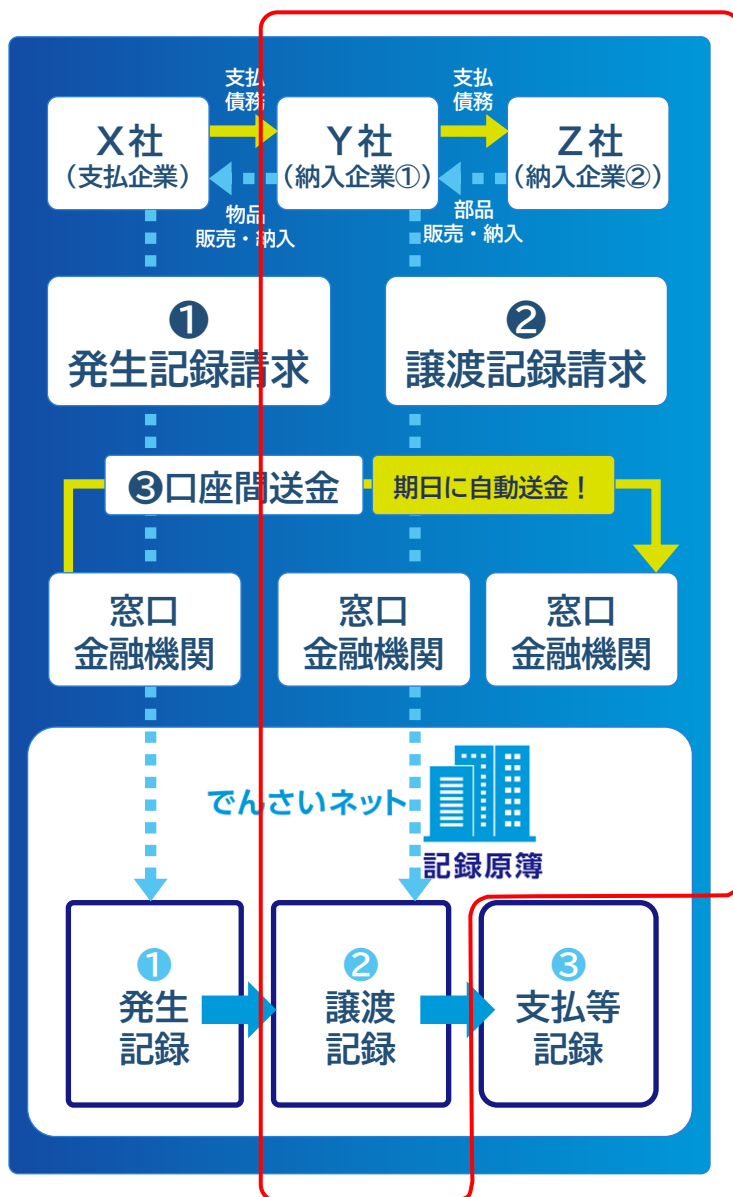 支払
債務
支払
債務
X社
(支払企業)
Y社
(納入企業①)
Z社
(納入企業②)
物品
販売・納入
部品
販売・納入
❶
発生記録請求
❷
譲渡記録請求
❸口座間送金
期日に自動送金!
窓口
金融機関
窓口
金融機関
窓口
金融機関
でんさいネット
記録原簿
❶
発生
記録
❷
譲渡
記録
❸
支払等
記録